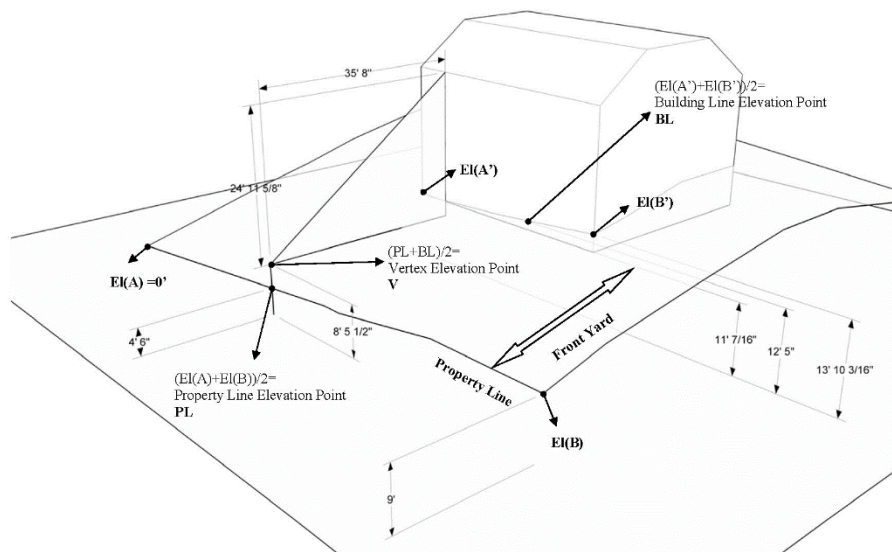 35' 8"
(El(A')+El(B'))/2=
Building Line Elevation Point
BL
24' 11 5/8"
El(A')
El(B')
El(A) =0'
(PL+BL)/2=
Vertex Elevation Point
V
4' 6"
8' 5 1/2"
Front Yard
11' 7/16"
12' 5"
13' 10 3/16"
(El(A)+El(B))/2=
Property Line Elevation Point
PL
Property Line
El(B)
9'